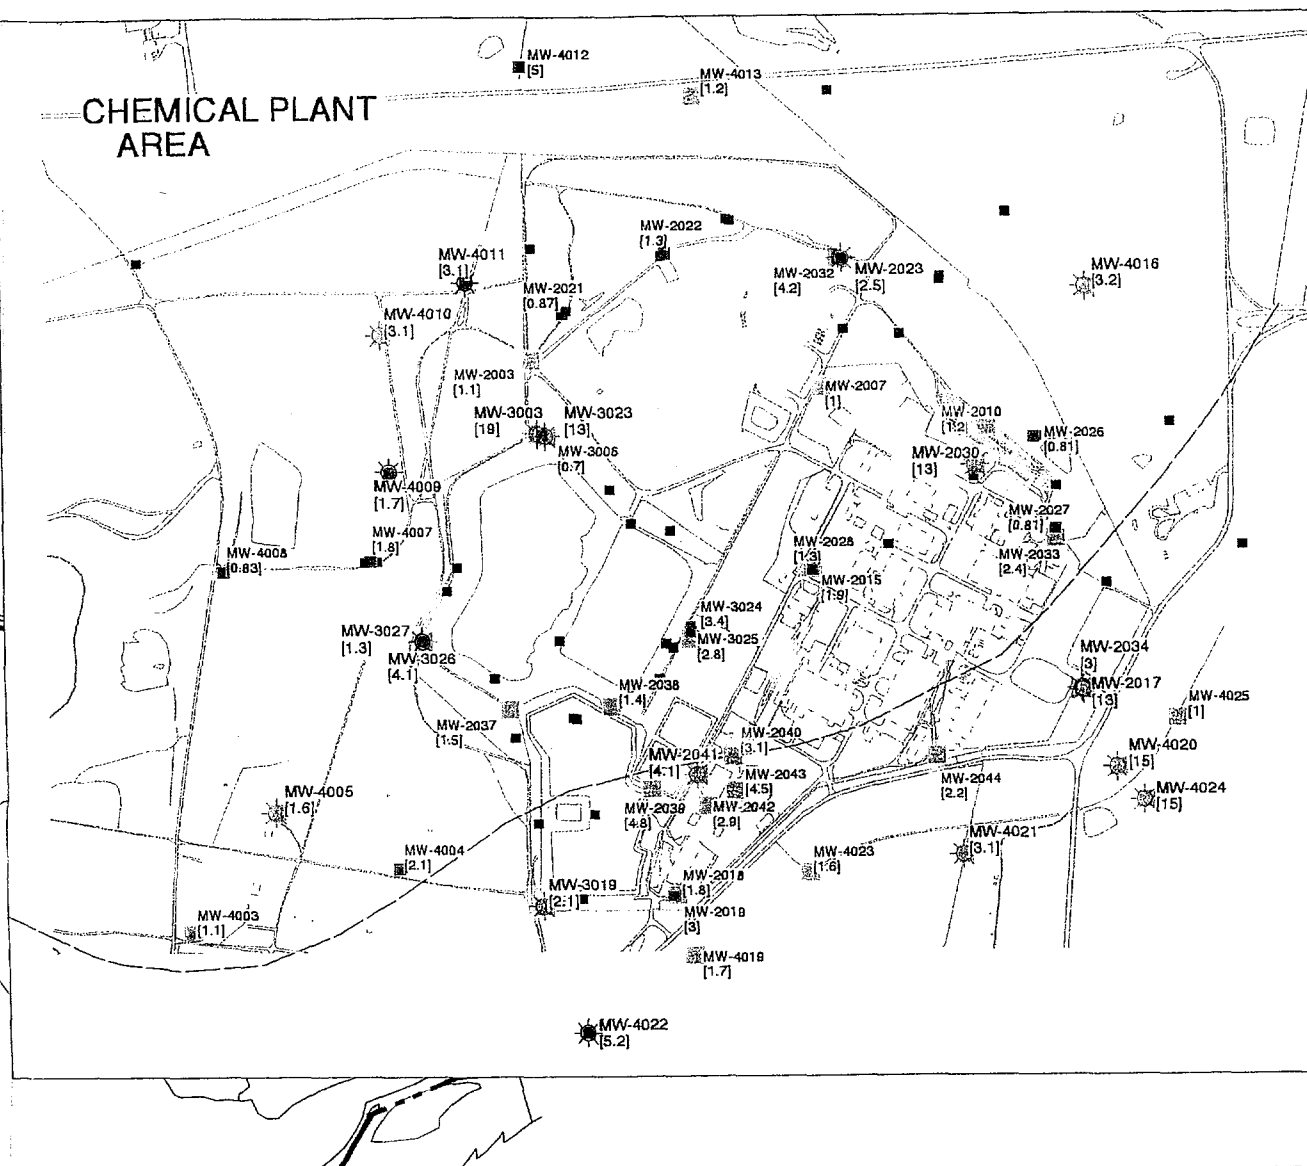 MW-4012
[5]
MW-4013
[1.2]
CHEMICAL PLANT
AREA
MW-2022
[1.3]
MW-4011
[3.1]
MW-2032
[4.2]
MW-2023
[2.5]
MW-4016
[3.2]
MW-2021
[0.87]
MW-4010
[3.1]
MW-2003
[1.1]
MW-2007
[1]
MW-3003
[19]
MW-3023
[13]
MW-2010
[1.2]
MW-2026
[0.81]
MW-3006
[0.7]
MW-2030
[13]
MW-4009
[1.7]
MW-2027
[0.81]
MW-4007
[1.8]
MW-4008
[0.83]
MW-2028
[1.3]
MW-2033
[2.4]
MW-2015
[1.9]
MW-3024
[3.4]
MW-3027
[1.3]
MW-3025
[2.8]
MW-3026
[4.1]
MW-2034
[3]
MW-2038
[1.4]
MW-2017
[13]
MW-4025
[1]
MW-2037
[1.5]
MW-2040
[3.1]
MW-2041
[4.1]
MW-4020
[15]
MW-2043
[4.5]
MW-2044
[2.2]
MW-4024
[15]
MW-4005
[1.6]
MW-2039
[4.8]
MW-2042
[2.9]
MW-4021
[3.1]
MW-4004
[2.1]
MW-4023
[1.6]
MW-2018
[1.8]
MW-3019
[2.1]
MW-4003
[1.1]
MW-2019
[3]
MW-4019
[1.7]
MW-4022
[5.2]